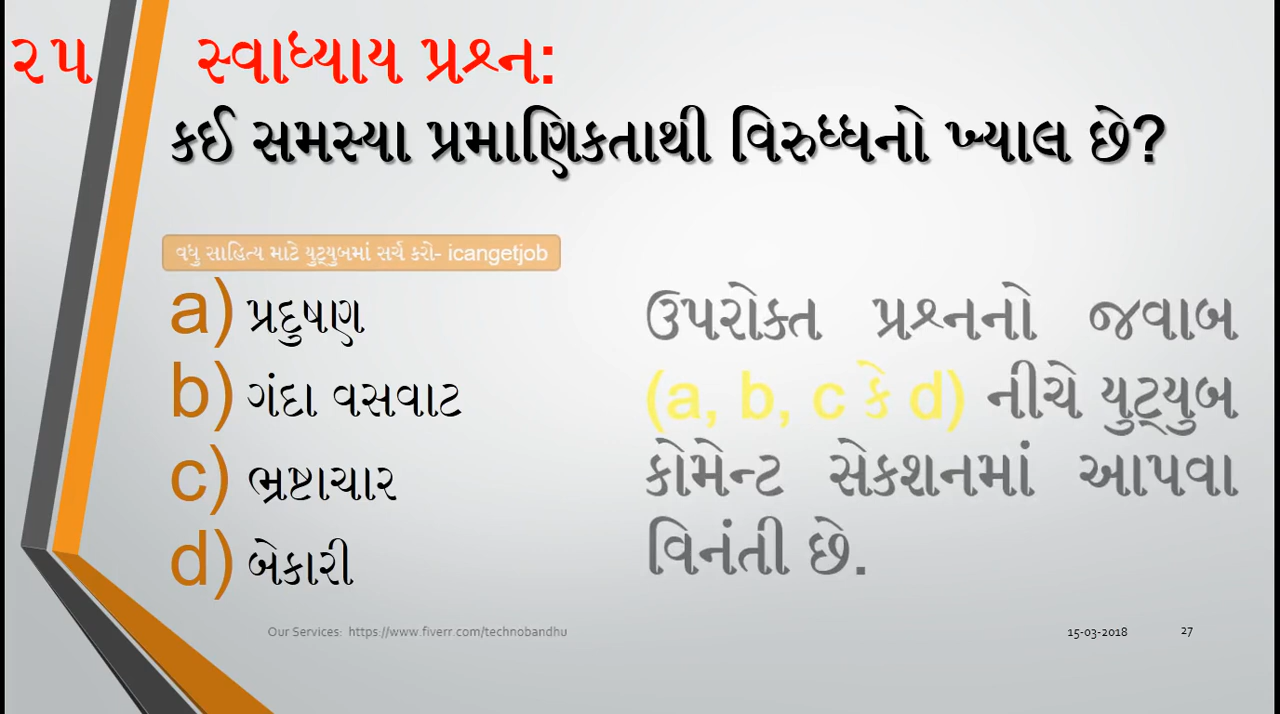 ૨૫ સ્વાધ્યાય પ્રશ્ન:
કઈ સમસ્યા પ્રમાણિકતાથી વિરુધ્ધનો ખ્યાલ છે?
વધુ સાહિત્ય માટે યુટ્યુબમાં સર્ચ કરો- icangetjob
a) પ્રદુષણ
b) ગંદા વસવાટ
c) ભ્રષ્ટાચાર
d) બેકારી
ઉપરોક્ત પ્રશ્નનો જવાબ
(a, b, c કે d) નીચે યુટ્યુબ
કોમેન્ટ સેકશનમાં આપવા
વિનંતી છે.
Our Services: https://www.fiverr.com/technobandhu
15-03-2018
27